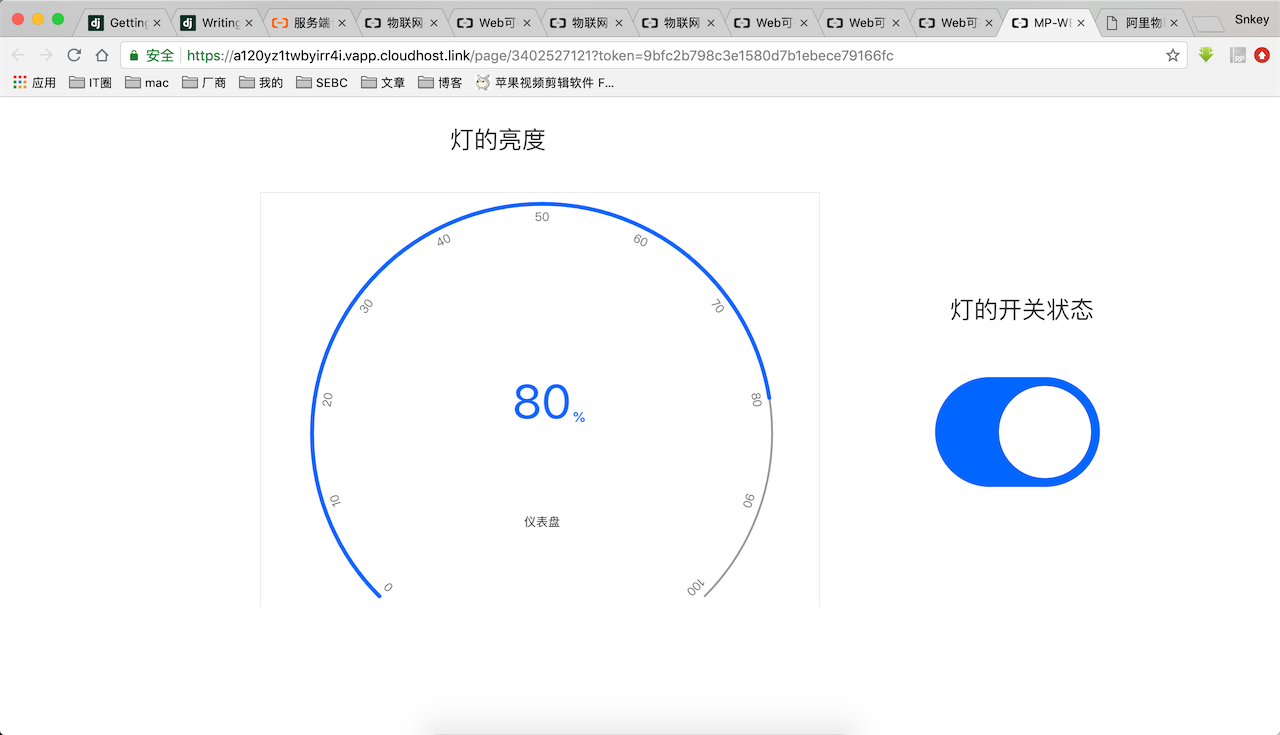 Getting
Writing
服务端
物联网
Web可
物联网
物联网
Web可
Web可
Web可
MP-WE
阿里物
Snkey
安全
https://a120yz1twbyirr4i.vapp.cloudhost.link/page/3402527121?token=9bfc2b798c3e1580d7b1ebece79166fc
应用
IT圈
mac
厂商
我的
SEBC
文章
博客
苹果视频剪辑软件 F...
灯的亮度
50
40
60
30
70
20
80
80%
10
90
仪表盘
0
100
灯的开关状态